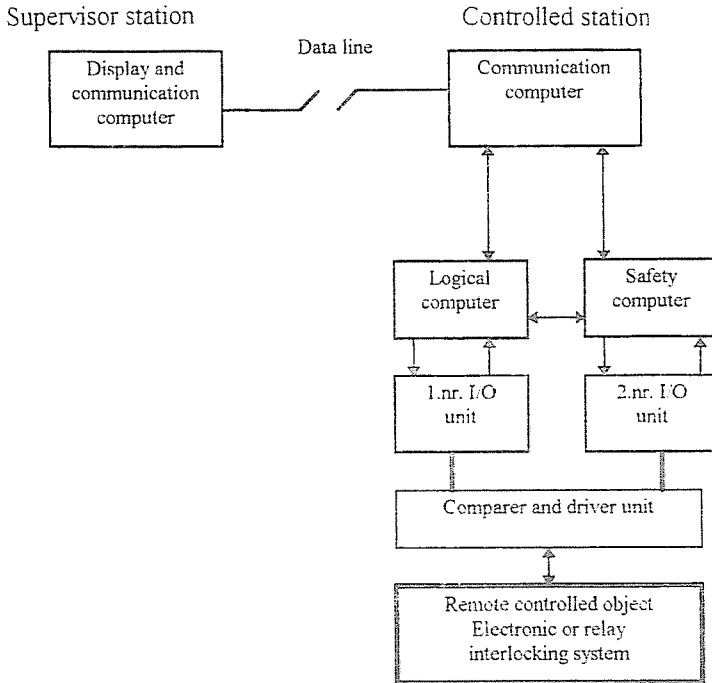 Supervisor station
Controlled station
Data line
Display and
communication
computer
Communication
computer
Logical
computer
Safety
computer
1.nr. I/O
unit
2.nr. I/O
unit
Comparer and driver unit
Remote controlled object
Electronic or relay
interlocking system